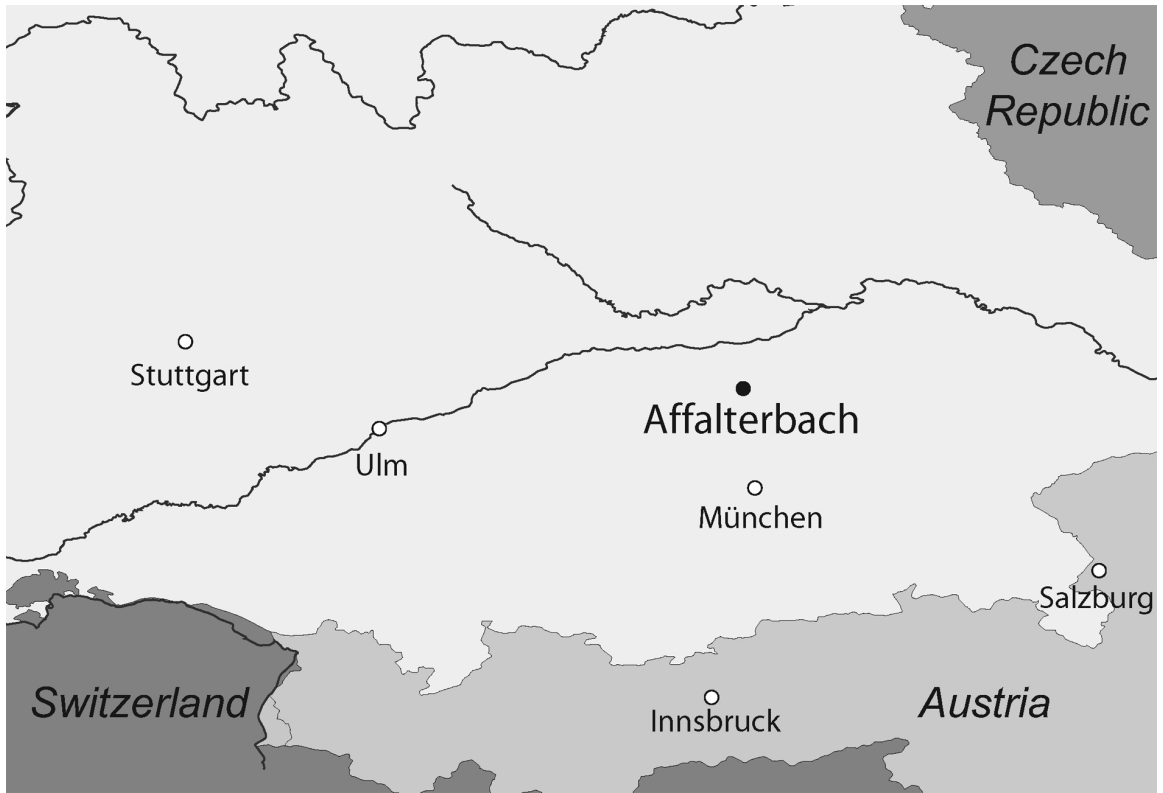 Czech
Republic
Stuttgart
Affalterbach
Ulm
München
Salzburg
Switzerland
Innsbruck
Austria